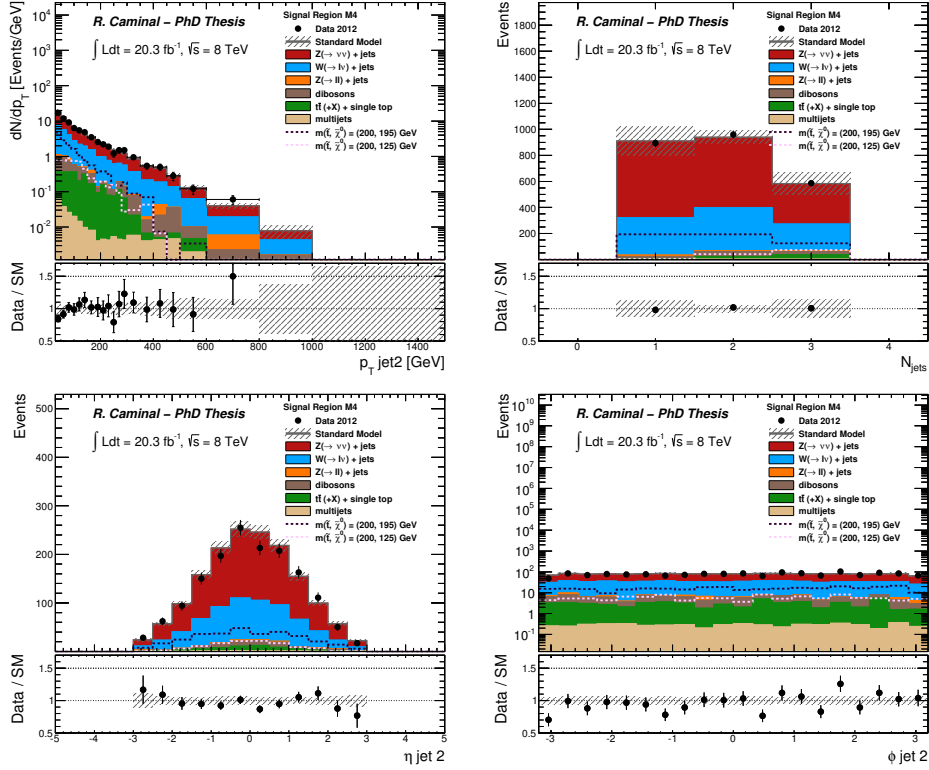 R. Caminal – PhD Thesis
∫ Ldt = 20.3 fb⁻¹, √s = 8 TeV
Signal Region M4
Data 2012
Standard Model
Z(→ νν) + jets
W(→ lν) + jets
Z(→ ll) + jets
dibosons
tt̄ (+X) + single top
multijets
m(t̃, χ̃⁰) = (200, 195) GeV
m(t̃, χ̃⁰) = (200, 125) GeV
dN/dp_T [Events/GeV]
10⁴
10³
10²
10
1
10⁻¹
10⁻²
Data / SM
1.5
1
0.5
200 400 600 800 1000 1200 1400
p_T jet2 [GeV]
R. Caminal – PhD Thesis
∫ Ldt = 20.3 fb⁻¹, √s = 8 TeV
Signal Region M4
Data 2012
Standard Model
Z(→ νν) + jets
W(→ lν) + jets
Z(→ ll) + jets
dibosons
tt̄ (+X) + single top
multijets
m(t̃, χ̃⁰) = (200, 195) GeV
m(t̃, χ̃⁰) = (200, 125) GeV
Events
1800
1600
1400
1200
1000
800
600
400
200
Data / SM
1.5
1
0.5
0 1 2 3 4
N_jets
R. Caminal – PhD Thesis
∫ Ldt = 20.3 fb⁻¹, √s = 8 TeV
Signal Region M4
Data 2012
Standard Model
Z(→ νν) + jets
W(→ lν) + jets
Z(→ ll) + jets
dibosons
tt̄ (+X) + single top
multijets
m(t̃, χ̃⁰) = (200, 195) GeV
m(t̃, χ̃⁰) = (200, 125) GeV
Events
500
400
300
200
100
Data / SM
1.5
1
0.5
-5 -4 -3 -2 -1 0 1 2 3 4 5
η jet 2
R. Caminal – PhD Thesis
∫ Ldt = 20.3 fb⁻¹, √s = 8 TeV
Signal Region M4
Data 2012
Standard Model
Z(→ νν) + jets
W(→ lν) + jets
Z(→ ll) + jets
dibosons
tt̄ (+X) + single top
multijets
m(t̃, χ̃⁰) = (200, 195) GeV
m(t̃, χ̃⁰) = (200, 125) GeV
Events
10¹⁰
10⁹
10⁸
10⁷
10⁶
10⁵
10⁴
10³
10²
10
1
10⁻¹
Data / SM
1.5
1
0.5
-3 -2 -1 0 1 2 3
φ jet 2